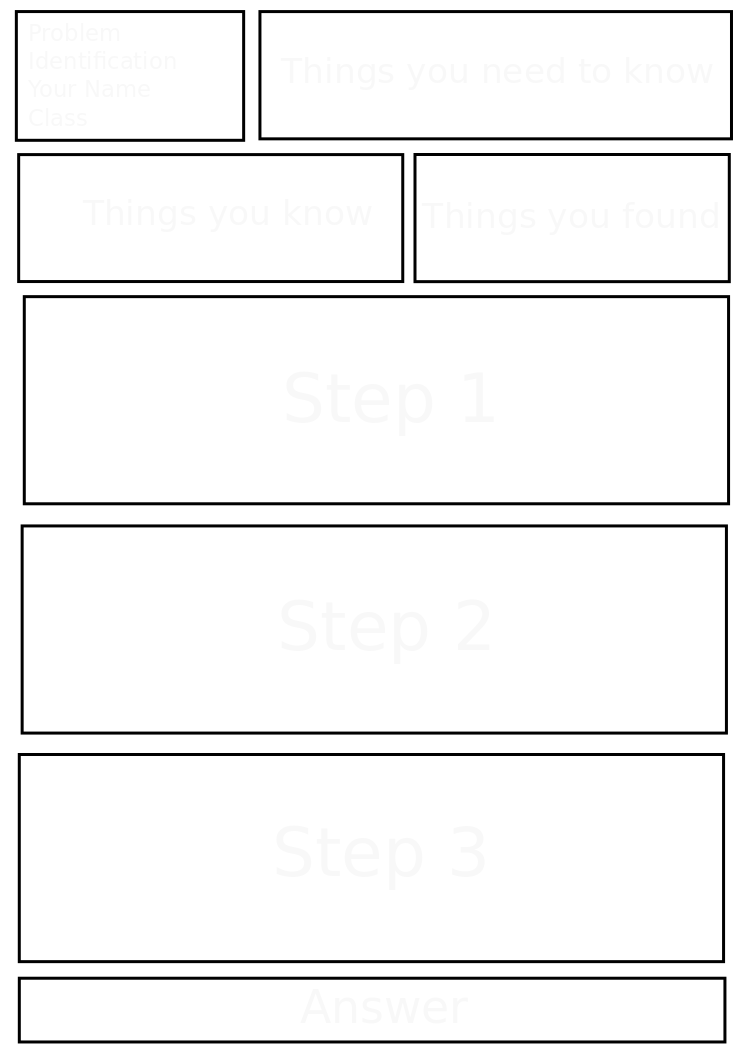 Problem
Identification
Your Name
Class
Things you need to know
Things you know
Things you found
Step 1
Step 2
Step 3
Answer